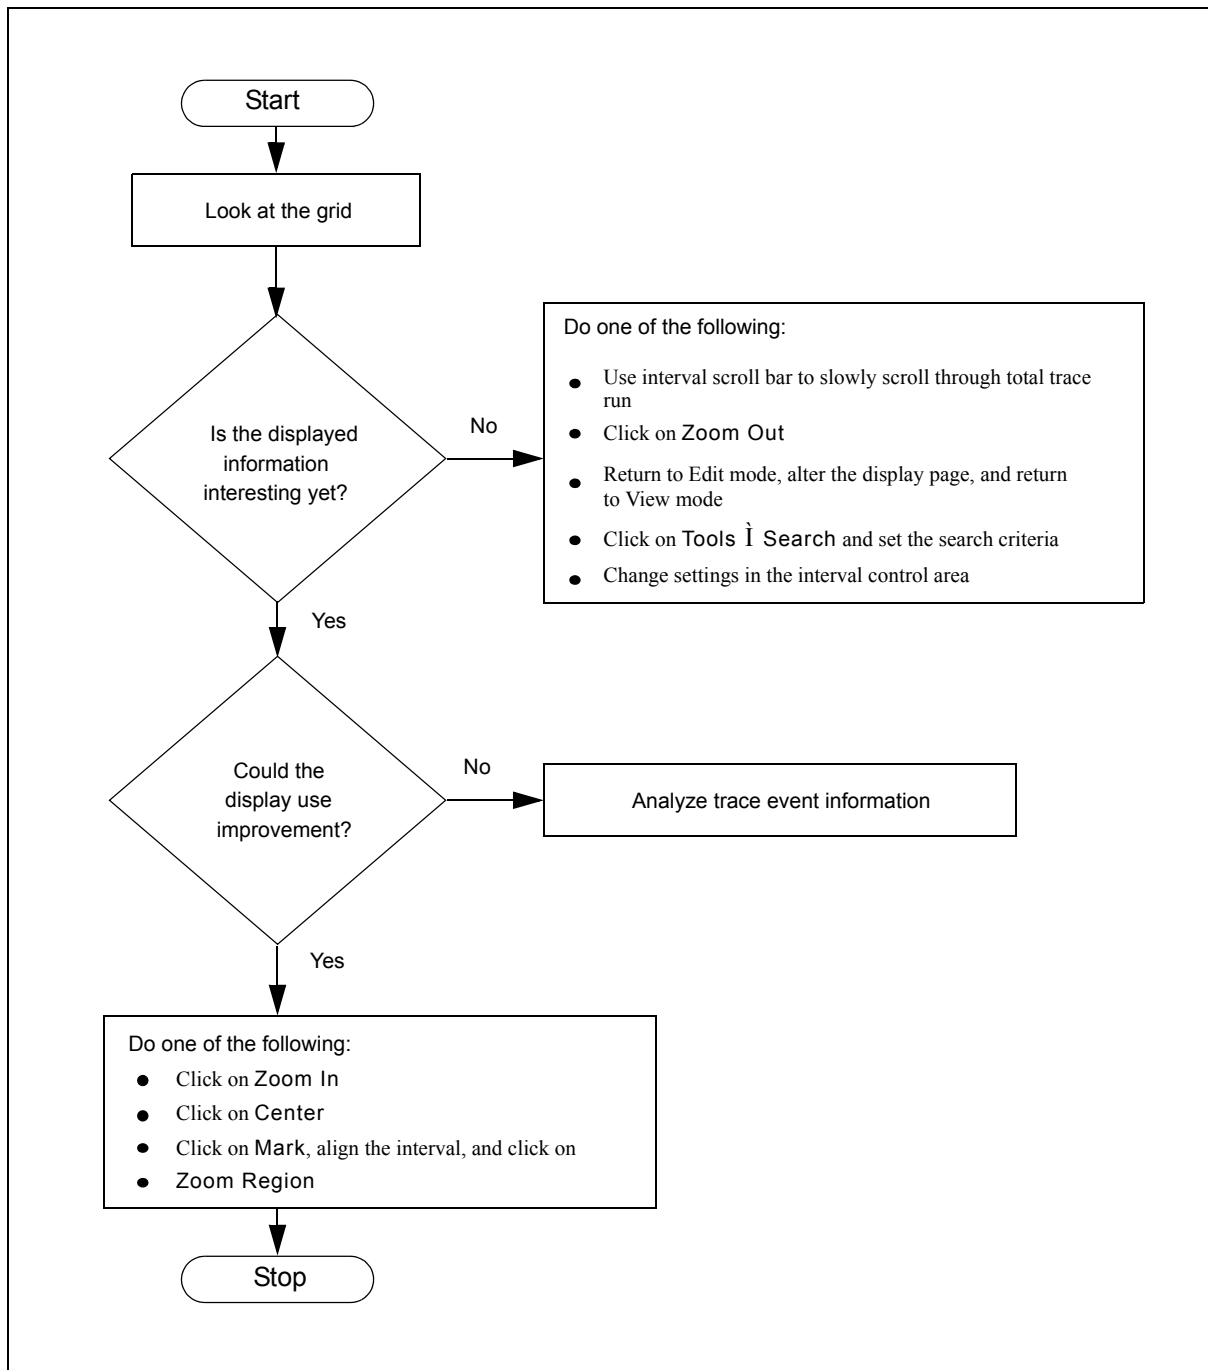 Start
Look at the grid
Is the displayed
information
interesting yet?
No
Do one of the following:
● Use interval scroll bar to slowly scroll through total trace
run
● Click on Zoom Out
● Return to Edit mode, alter the display page, and return
to View mode
● Click on Tools Ì Search and set the search criteria
● Change settings in the interval control area
Yes
Could the
display use
improvement?
No
Analyze trace event information
Yes
Do one of the following:
● Click on Zoom In
● Click on Center
● Click on Mark, align the interval, and click on
● Zoom Region
Stop